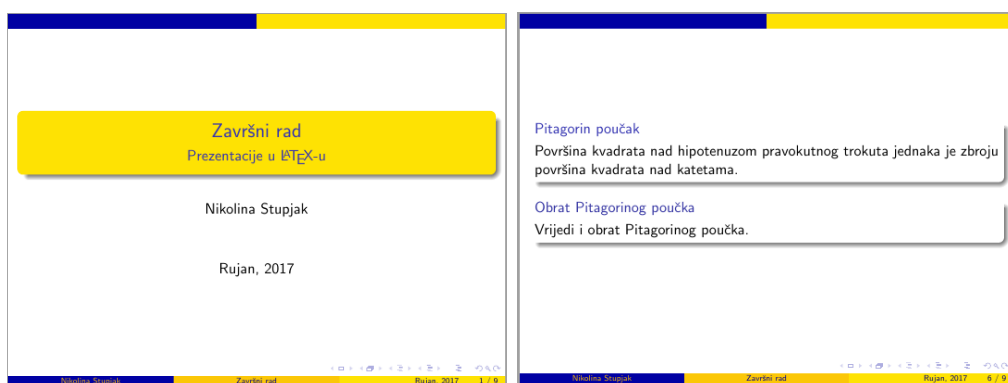 Završni rad
Prezentacije u LATEX-u
Nikolina Stupjak
Rujan, 2017
Nikolina Stupjak Završni rad Rujan, 2017 1 / 9
Pitagorin poučak
Površina kvadrata nad hipotenuzom pravokutnog trokuta jednaka je zbroju
površina kvadrata nad katetama.
Obrat Pitagorinog poučka
Vrijedi i obrat Pitagorinog poučka.
Nikolina Stupjak Završni rad Rujan, 2017 6 / 9